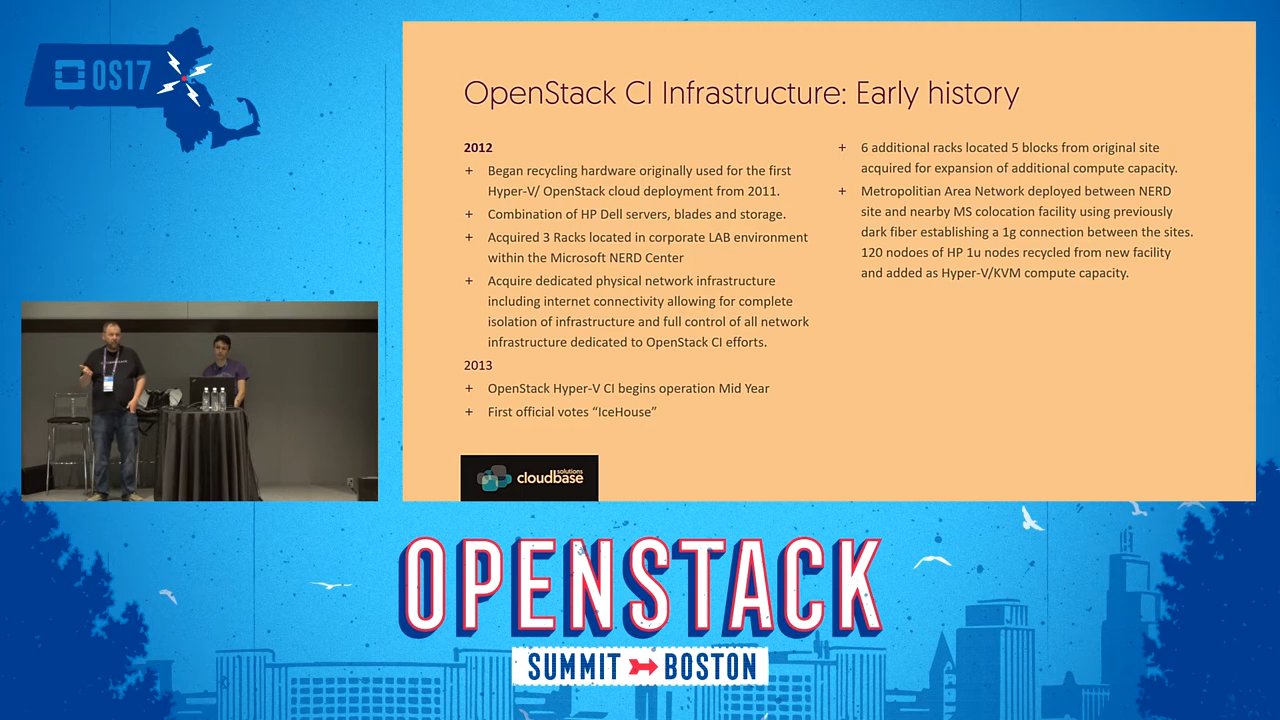 OS17
OpenStack CI Infrastructure: Early history
2012
+ Began recycling hardware originally used for the first
Hyper-V/ OpenStack cloud deployment from 2011.
+ Combination of HP Dell servers, blades and storage.
+ Acquired 3 Racks located in corporate LAB environment
within the Microsoft NERD Center
+ Acquire dedicated physical network infrastructure
including internet connectivity allowing for complete
isolation of infrastructure and full control of all network
infrastructure dedicated to OpenStack CI efforts.
2013
+ OpenStack Hyper-V CI begins operation Mid Year
+ First official votes “IceHouse”
+ 6 additional racks located 5 blocks from original site
acquired for expansion of additional compute capacity.
+ Metropolitian Area Network deployed between NERD
site and nearby MS colocation facility using previously
dark fiber establishing a 1g connection between the sites.
120 nodoes of HP 1u nodes recycled from new facility
and added as Hyper-V/KVM compute capacity.
cloudbase
solutions
OPENSTACK
SUMMIT BOSTON